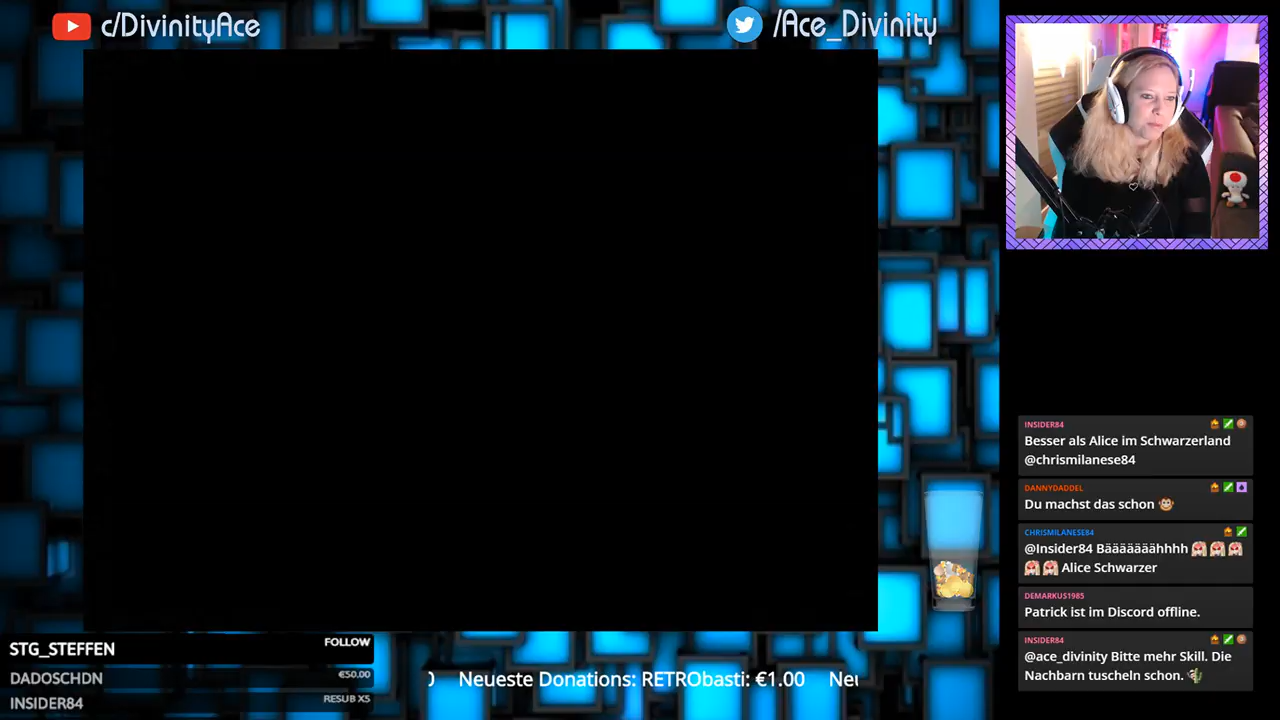 c/DivinityAce
/Ace_Divinity
INSIDER84
Besser als Alice im Schwarzerland
@chrismilanese84
DANNYDADDEL
Du machst das schon
CHRISMILANESE84
@Insider84 Bäääääääähhhh
Alice Schwarzer
DEMARKUS1985
Patrick ist im Discord offline.
INSIDER84
@ace_divinity Bitte mehr Skill. Die
Nachbarn tuscheln schon.
STG_STEFFEN FOLLOW
DADOSCHDN €50.00
INSIDER84 RESUB X5
Neueste Donations: RETRObasti: €1.00